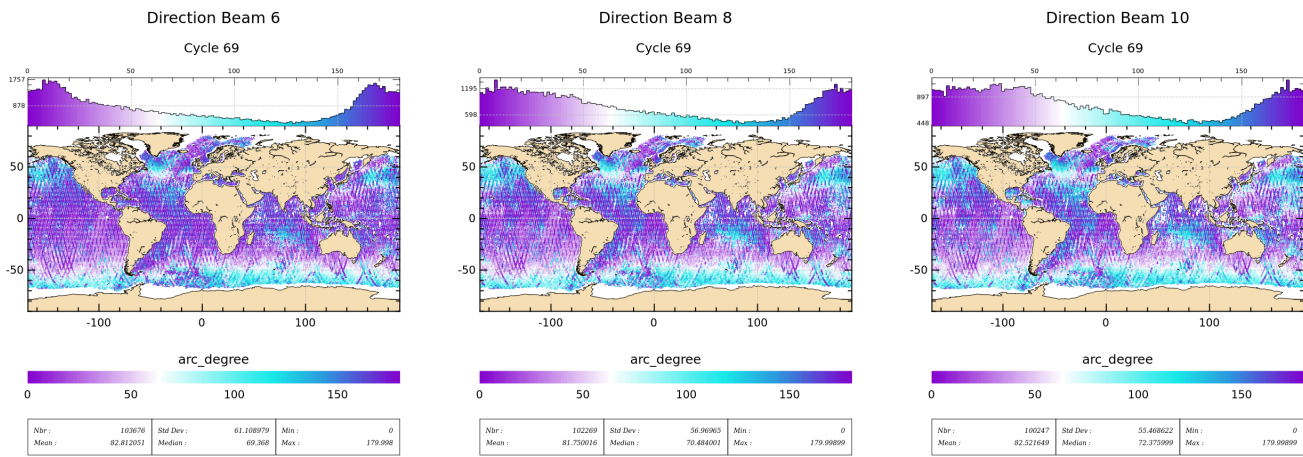 Direction Beam 6
Cycle 69
0 50 100 150
1757
878
50
0
-50
-100 0 100
arc_degree
0 50 100 150
Nbr : 103676 Std Dev : 61.108979 Min : 0
Mean : 82.812051 Median : 69.368 Max : 179.998
Direction Beam 8
Cycle 69
0 50 100 150
1195
598
50
0
-50
-100 0 100
arc_degree
0 50 100 150
Nbr : 102269 Std Dev : 56.96965 Min : 0
Mean : 81.750016 Median : 70.484001 Max : 179.99899
Direction Beam 10
Cycle 69
0 50 100 150
897
448
50
0
-50
-100 0 100
arc_degree
0 50 100 150
Nbr : 100247 Std Dev : 55.468622 Min : 0
Mean : 82.521649 Median : 72.375999 Max : 179.99899